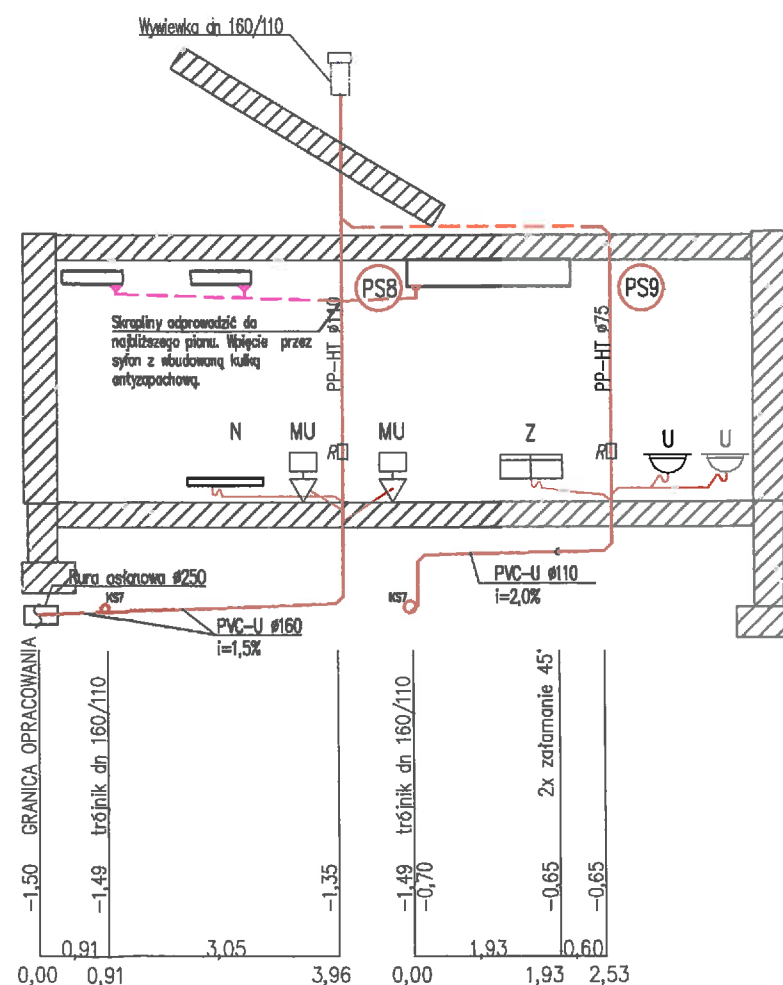 Wywiewka dn 160/110
PS8
PS9
Skropliny odprowadzić do
najbliższego pionu. Wpięcie przez
syfon z wbudowaną kulką
antyzapachową.
PP-HT ø110
PP-HT ø75
N
MU
MU
Z
U
U
R
R
Rura osłonowa ø250
KS7
KS7
PVC-U ø160
i=1,5%
PVC-U ø110
i=2,0%
-1,50 GRANICA OPRACOWANIA
-1,49 trójnik dn 160/110
-1,35
-1,49 trójnik dn 160/110
-0,70
-0,65 2x załamanie 45°
-0,65
0,91
3,05
1,93
0,60
0,00
0,91
3,96
0,00
1,93
2,53